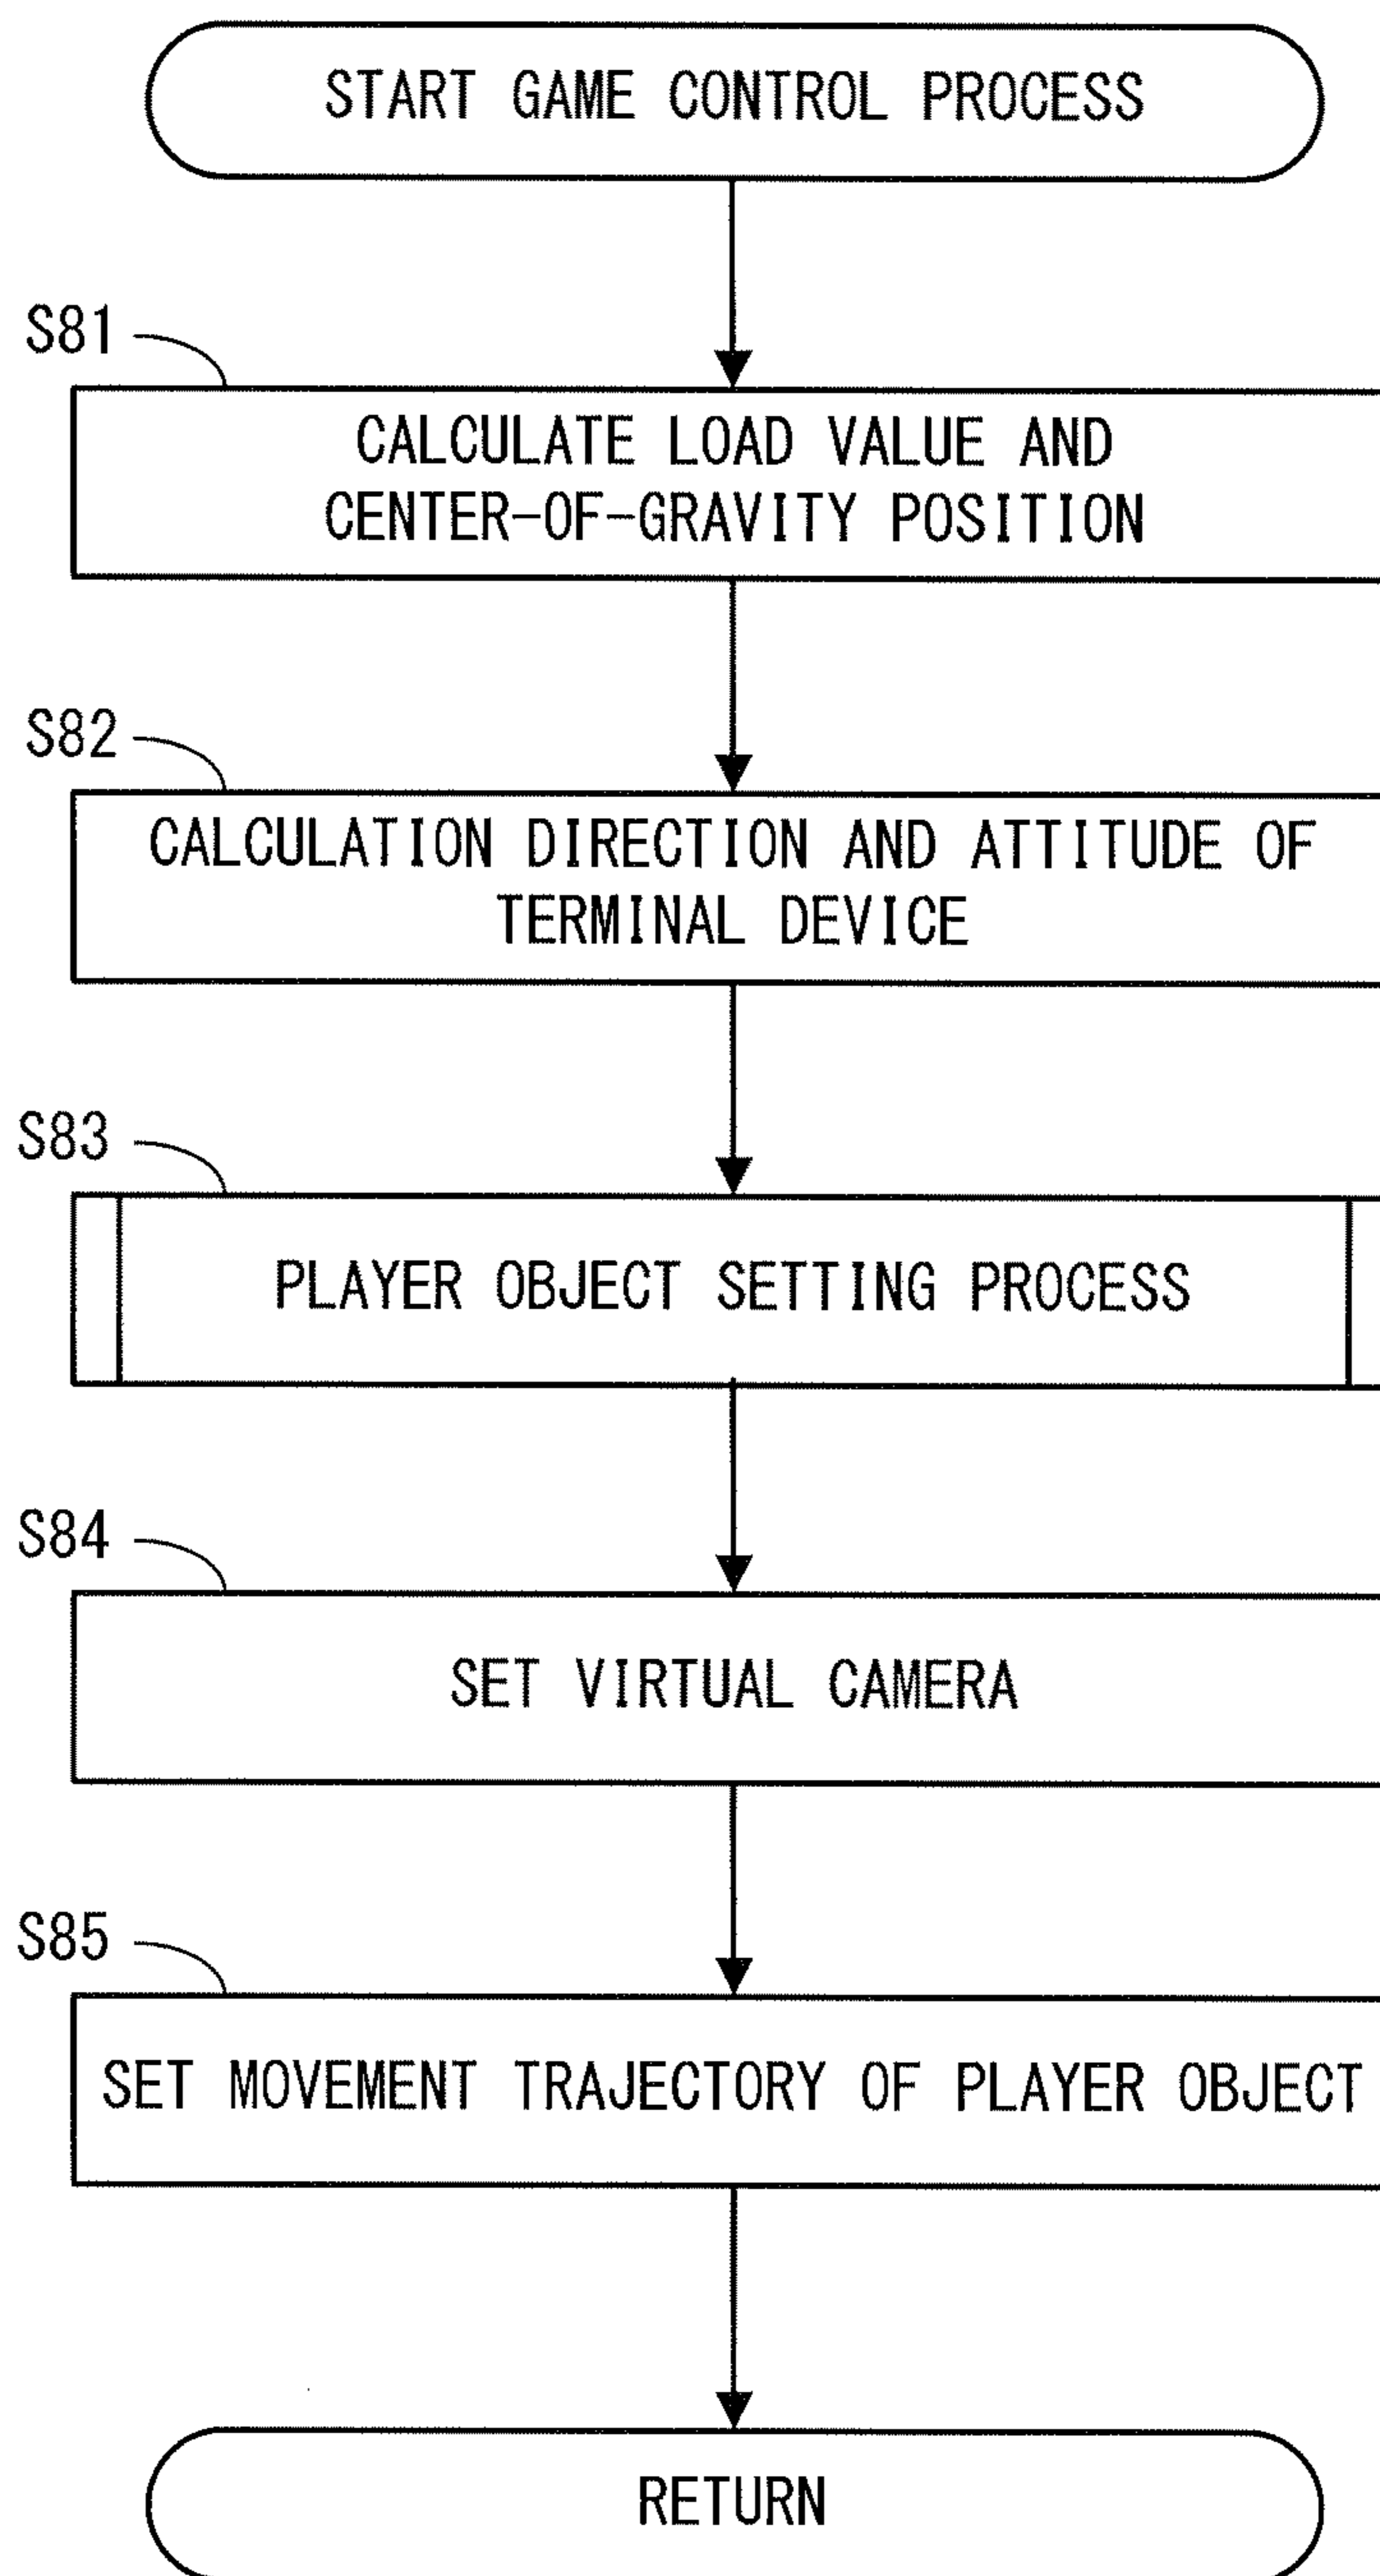 START GAME CONTROL PROCESS
S81
CALCULATE LOAD VALUE AND
CENTER-OF-GRAVITY POSITION
S82
CALCULATION DIRECTION AND ATTITUDE OF
TERMINAL DEVICE
S83
PLAYER OBJECT SETTING PROCESS
S84
SET VIRTUAL CAMERA
S85
SET MOVEMENT TRAJECTORY OF PLAYER OBJECT
RETURN